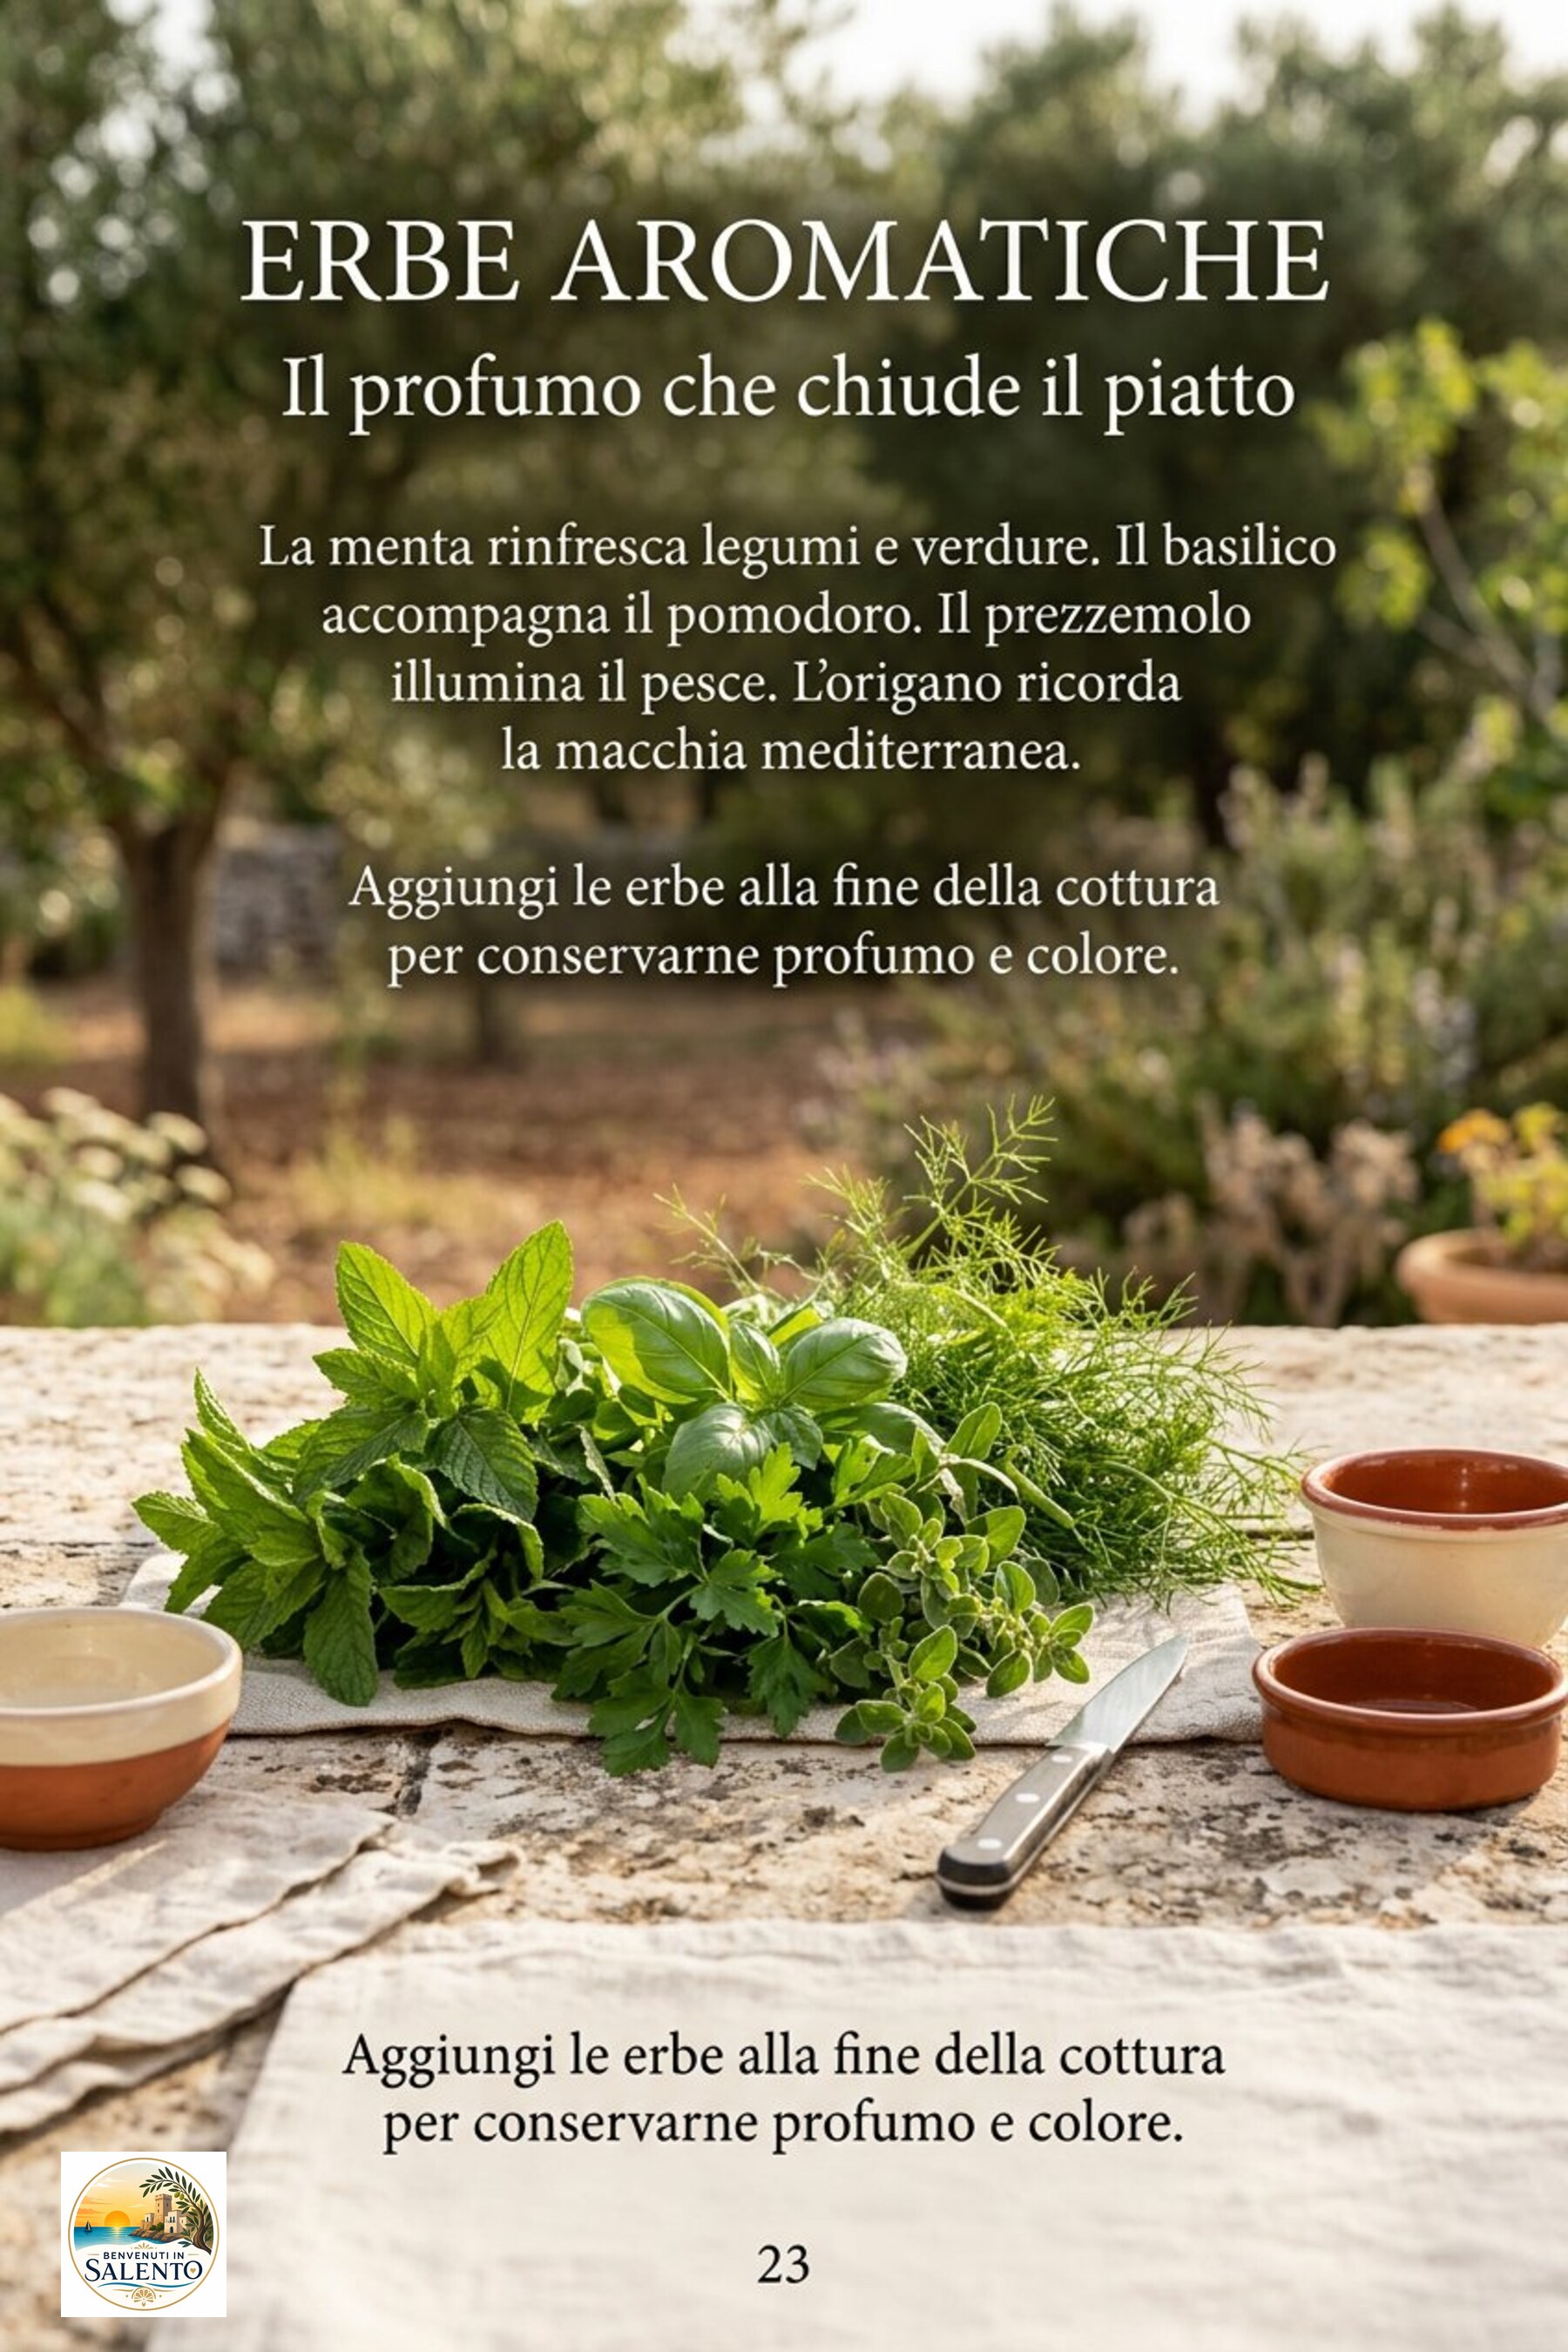 ERBE AROMATICHE
Il profumo che chiude il piatto
La menta rinfresca legumi e verdure. Il basilico
accompagna il pomodoro. Il prezzemolo
illumina il pesce. L’origano ricorda
la macchia mediterranea.
Aggiungi le erbe alla fine della cottura
per conservarne profumo e colore.
Aggiungi le erbe alla fine della cottura
per conservarne profumo e colore.
BENVENUTI IN
SALENTO
23